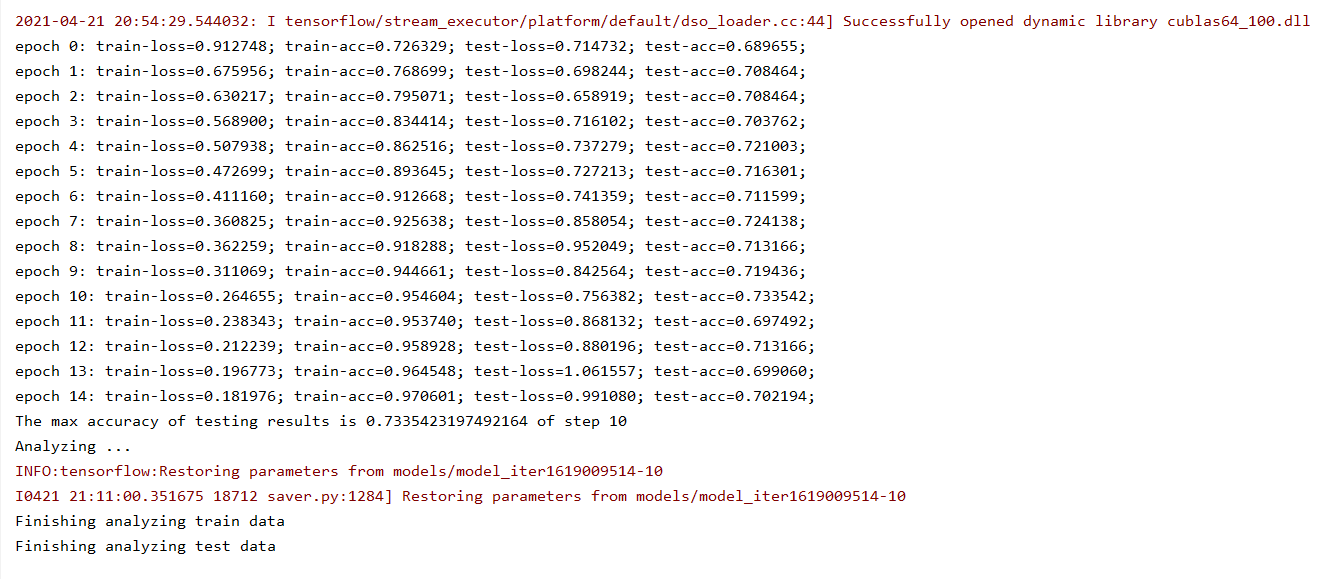 2021-04-21 20:54:29.544032: I tensorflow/stream_executor/platform/default/dso_loader.cc:44] Successfully opened dynamic library cublas64_100.dll
epoch 0: train-loss=0.912748; train-acc=0.726329; test-loss=0.714732; test-acc=0.689655;
epoch 1: train-loss=0.675956; train-acc=0.768699; test-loss=0.698244; test-acc=0.708464;
epoch 2: train-loss=0.630217; train-acc=0.795071; test-loss=0.658919; test-acc=0.708464;
epoch 3: train-loss=0.568900; train-acc=0.834414; test-loss=0.716102; test-acc=0.703762;
epoch 4: train-loss=0.507938; train-acc=0.862516; test-loss=0.737279; test-acc=0.721003;
epoch 5: train-loss=0.472699; train-acc=0.893645; test-loss=0.727213; test-acc=0.716301;
epoch 6: train-loss=0.411160; train-acc=0.912668; test-loss=0.741359; test-acc=0.711599;
epoch 7: train-loss=0.360825; train-acc=0.925638; test-loss=0.858054; test-acc=0.724138;
epoch 8: train-loss=0.362259; train-acc=0.918288; test-loss=0.952049; test-acc=0.713166;
epoch 9: train-loss=0.311069; train-acc=0.944661; test-loss=0.842564; test-acc=0.719436;
epoch 10: train-loss=0.264655; train-acc=0.954604; test-loss=0.756382; test-acc=0.733542;
epoch 11: train-loss=0.238343; train-acc=0.953740; test-loss=0.868132; test-acc=0.697492;
epoch 12: train-loss=0.212239; train-acc=0.958928; test-loss=0.880196; test-acc=0.713166;
epoch 13: train-loss=0.196773; train-acc=0.964548; test-loss=1.061557; test-acc=0.699060;
epoch 14: train-loss=0.181976; train-acc=0.970601; test-loss=0.991080; test-acc=0.702194;
The max accuracy of testing results is 0.7335423197492164 of step 10
Analyzing ...
INFO:tensorflow:Restoring parameters from models/model_iter1619009514-10
I0421 21:11:00.351675 18712 saver.py:1284] Restoring parameters from models/model_iter1619009514-10
Finishing analyzing train data
Finishing analyzing test data